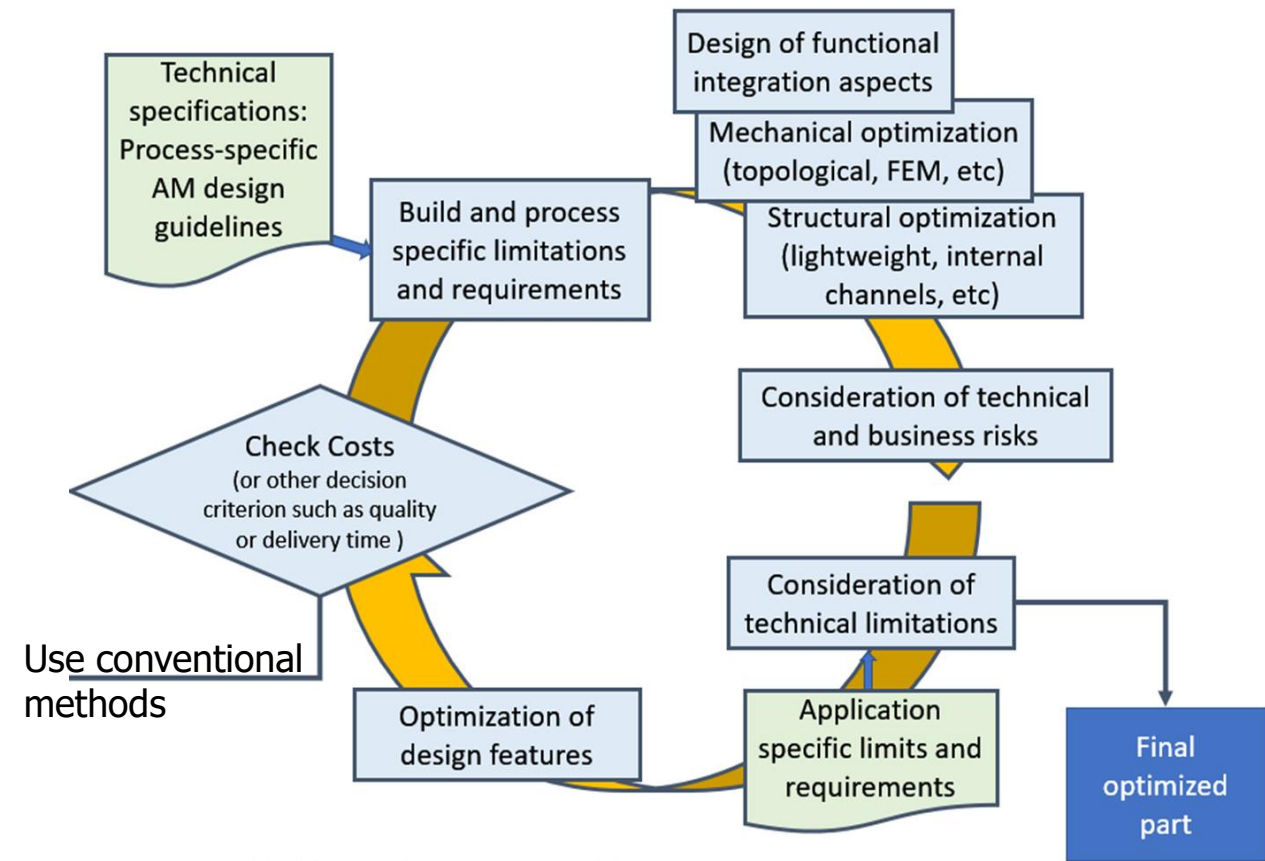 Technical
specifications:
Process-specific
AM design
guidelines
Build and process
specific limitations
and requirements
Design of functional
integration aspects
Mechanical optimization
(topological, FEM, etc)
Structural optimization
(lightweight, internal
channels, etc)
Consideration of technical
and business risks
Consideration of
technical limitations
Application
specific limits and
requirements
Final
optimized
part
Optimization of
design features
Check Costs
(or other decision
criterion such as quality
or delivery time )
Use conventional
methods